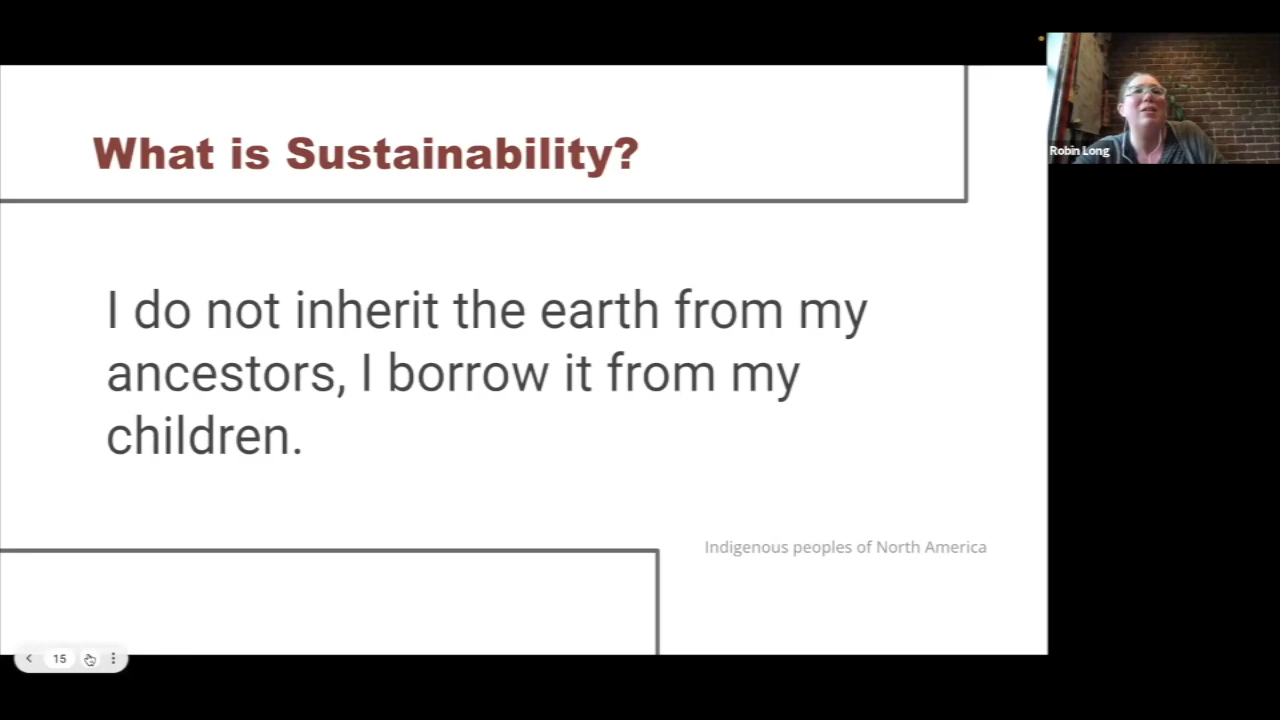 What is Sustainability?
Robin Long
I do not inherit the earth from my
ancestors, I borrow it from my
children.
Indigenous peoples of North America
15